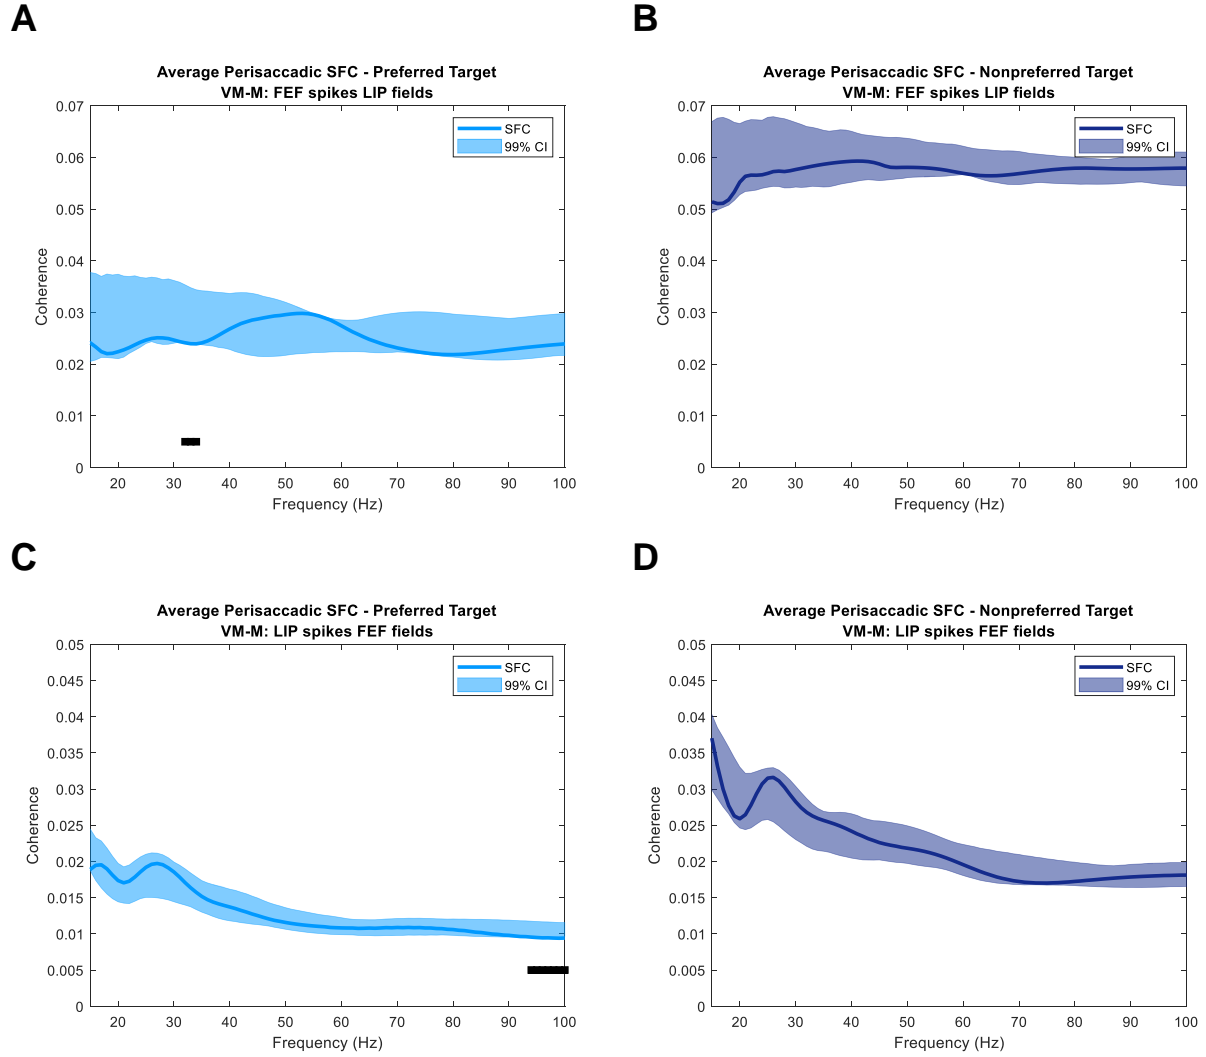 A
Average Perisaccadic SFC - Preferred Target
VM-M: FEF spikes LIP fields
SFC
99% CI
0.07
0.06
0.05
0.04
0.03
0.02
0.01
0
Coherence
20 30 40 50 60 70 80 90 100
Frequency (Hz)
B
Average Perisaccadic SFC - Nonpreferred Target
VM-M: FEF spikes LIP fields
SFC
99% CI
0.07
0.06
0.05
0.04
0.03
0.02
0.01
0
Coherence
20 30 40 50 60 70 80 90 100
Frequency (Hz)
C
Average Perisaccadic SFC - Preferred Target
VM-M: LIP spikes FEF fields
SFC
99% CI
0.05
0.045
0.04
0.035
0.03
0.025
0.02
0.015
0.01
0.005
0
Coherence
20 30 40 50 60 70 80 90 100
Frequency (Hz)
D
Average Perisaccadic SFC - Nonpreferred Target
VM-M: LIP spikes FEF fields
SFC
99% CI
0.05
0.045
0.04
0.035
0.03
0.025
0.02
0.015
0.01
0.005
0
Coherence
20 30 40 50 60 70 80 90 100
Frequency (Hz)